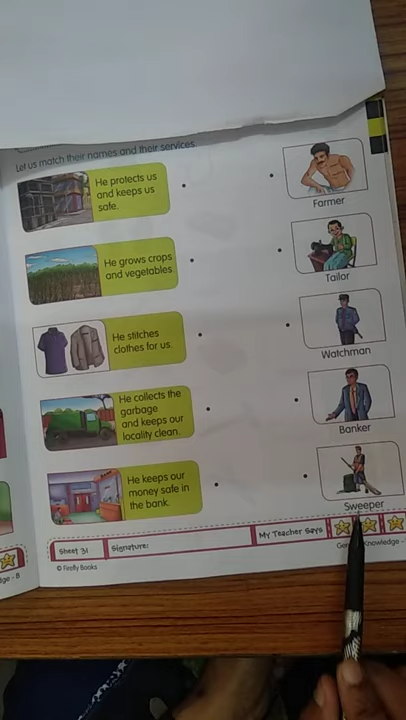 Let us match their names and their services.
He protects us
and keeps us
safe.
Farmer
He grows crops
and vegetables.
Tailor
He stitches
clothes for us.
Watchman
He collects the
garbage
and keeps our
locality clean.
Banker
He keeps our
money safe in
the bank.
Sweeper
Sheet 31
Signature:
My Teacher Says
© Firefly Books
Knowledge -
ge - B